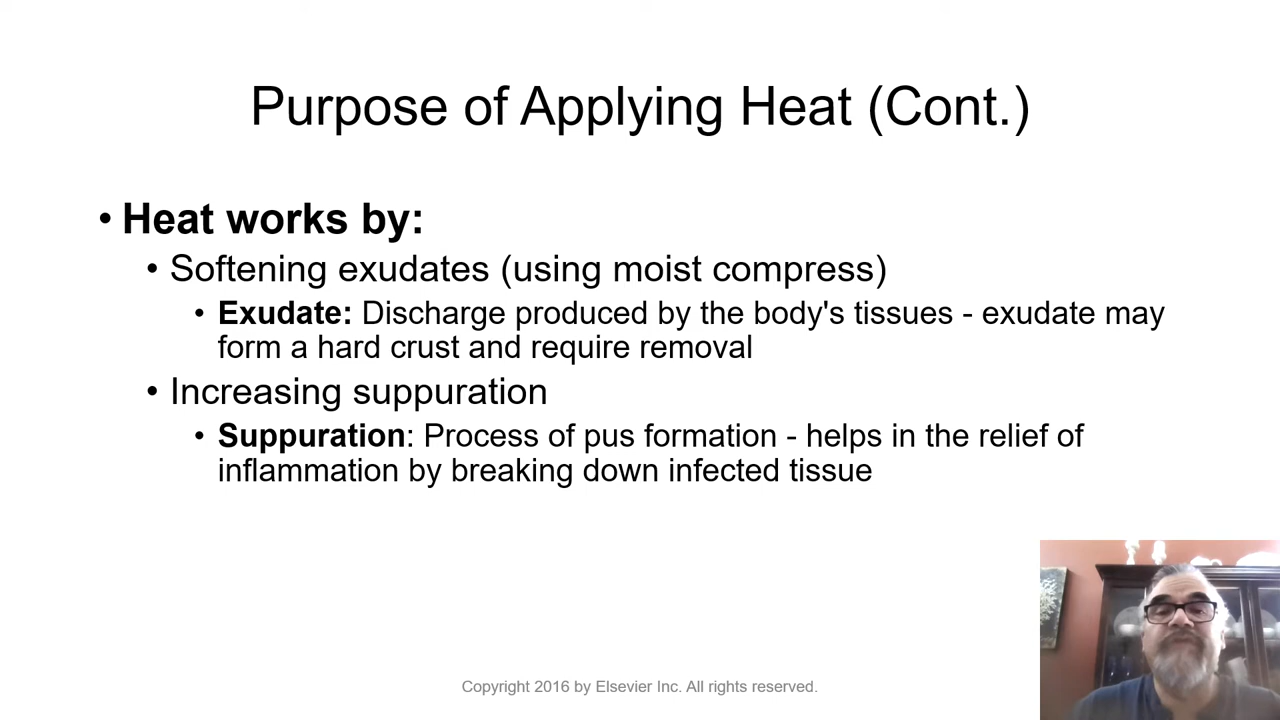 Purpose of Applying Heat (Cont.)
• Heat works by:
• Softening exudates (using moist compress)
• Exudate: Discharge produced by the body's tissues - exudate may
form a hard crust and require removal
• Increasing suppuration
• Suppuration: Process of pus formation - helps in the relief of
inflammation by breaking down infected tissue
Copyright 2016 by Elsevier Inc. All rights reserved.